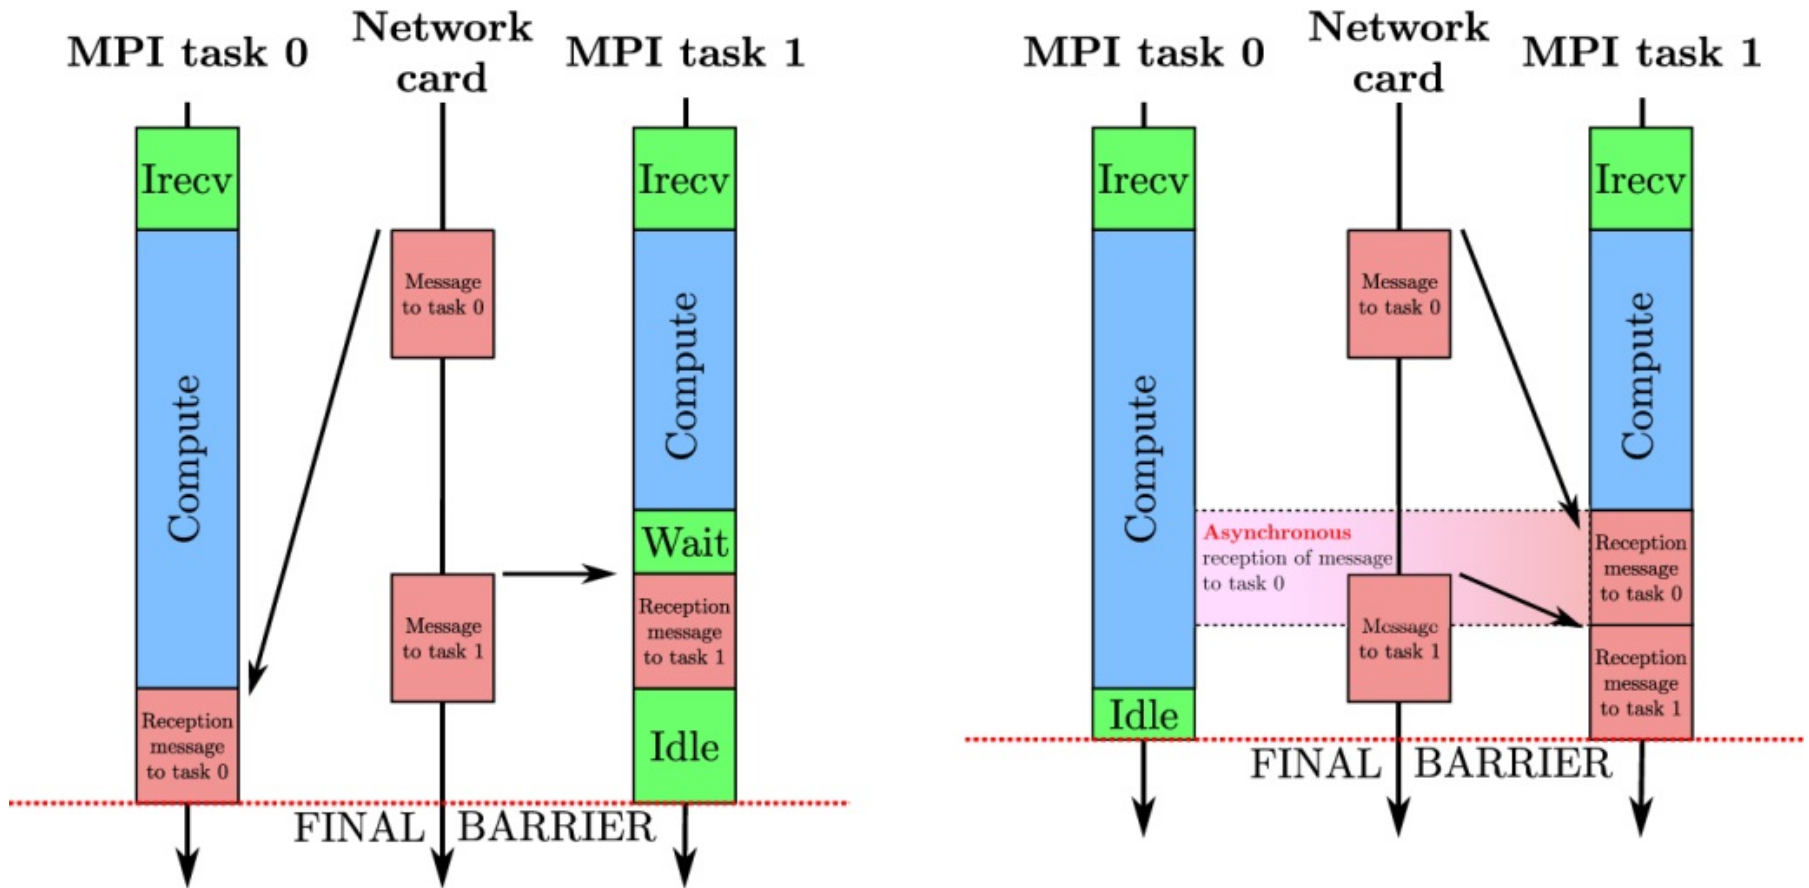 MPI task 0
Network
card
MPI task 1
Irecv
Compute
Reception
message
to task 0
Message
to task 0
Message
to task 1
Irecv
Compute
Wait
Reception
message
to task 1
Idle
FINAL BARRIER
MPI task 0
Network
card
MPI task 1
Irecv
Compute
Idle
Message
to task 0
Asynchronous
reception of message
to task 0
Message
to task 1
Irecv
Compute
Reception
message
to task 0
Reception
message
to task 1
FINAL BARRIER